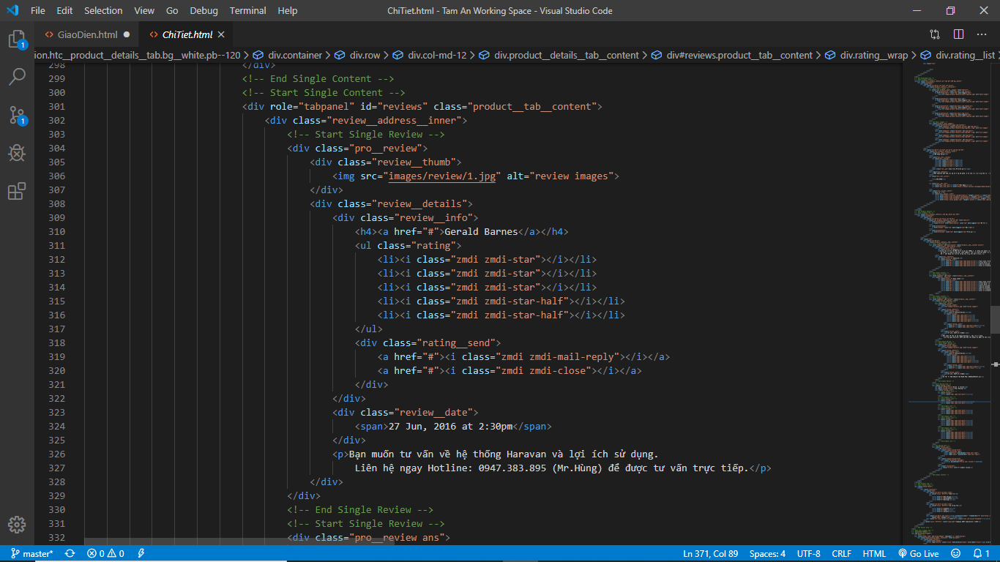 File Edit Selection View Go Debug Terminal Help ChiTiet.html - Tam An Working Space - Visual Studio Code
GiaoDien.html ChiTiet.html
ion.htc__product__details__tab.bg__white.pb--120 > div.container > div.row > div.col-md-12 > div.product__details__tab__content > div#reviews.product__tab__content > div.rating__wrap > div.rating__list >
298 </div>
299 <!-- End Single Content -->
300 <!-- Start Single Content -->
301 <div role="tabpanel" id="reviews" class="product__tab__content">
302 <div class="review__address__inner">
303 <!-- Start Single Review -->
304 <div class="pro__review">
305 <div class="review__thumb">
306 <img src="images/review/1.jpg" alt="review images">
307 </div>
308 <div class="review__details">
309 <div class="review__info">
310 <h4><a href="#">Gerald Barnes</a></h4>
311 <ul class="rating">
312 <li><i class="zmdi zmdi-star"></i></li>
313 <li><i class="zmdi zmdi-star"></i></li>
314 <li><i class="zmdi zmdi-star"></i></li>
315 <li><i class="zmdi zmdi-star-half"></i></li>
316 <li><i class="zmdi zmdi-star-half"></i></li>
317 </ul>
318 <div class="rating__send">
319 <a href="#"><i class="zmdi zmdi-mail-reply"></i></a>
320 <a href="#"><i class="zmdi zmdi-close"></i></a>
321 </div>
322 </div>
323 <div class="review__date">
324 <span>27 Jun, 2016 at 2:30pm</span>
325 </div>
326 <p>Bạn muốn tư vấn về hệ thống Haravan và lợi ích sử dụng.
327 Liên hệ ngay Hotline: 0947.383.895 (Mr.Hùng) để được tư vấn trực tiếp.</p>
328 </div>
329 </div>
330 <!-- End Single Review -->
331 <!-- Start Single Review -->
332 <div class="pro__review ans">
1
1
master* 0 0 Ln 371, Col 89 Spaces: 4 UTF-8 CRLF HTML Go Live 1